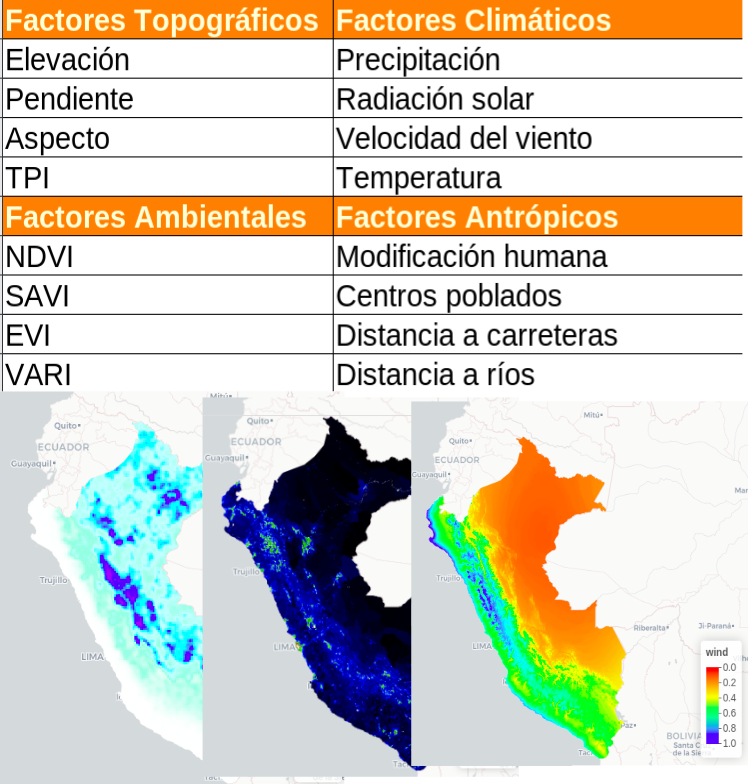 Factores Topográficos Factores Climáticos
Elevación Precipitación
Pendiente Radiación solar
Aspecto Velocidad del viento
TPI Temperatura
Factores Ambientales Factores Antrópicos
NDVI Modificación humana
SAVI Centros poblados
EVI Distancia a carreteras
VARI Distancia a ríos
Quito
ECUADOR
Guayaquil
Trujillo
LIMA
Mitú
Quito
ECUADOR
Guayaquil
Trujillo
LIMA
Mitú
Quito
ECUADOR
Guayaquil
Trujillo
LIMA
Riberalta
Ji-Paraná
BOLIVIA
Santa C
de la Sie
wind
0.0
0.2
0.4
0.6
0.8
1.0